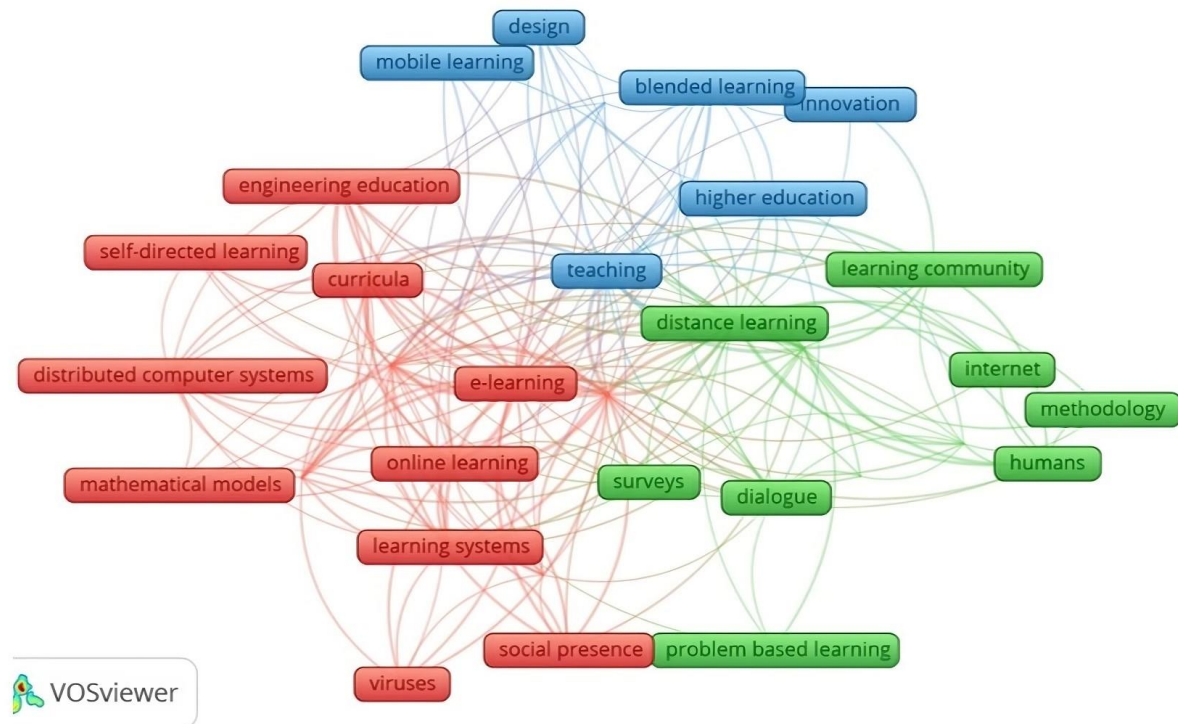 design
mobile learning
blended learning
innovation
engineering education
higher education
self-directed learning
curricula
teaching
learning community
distance learning
distributed computer systems
e-learning
internet
methodology
mathematical models
online learning
surveys
dialogue
humans
learning systems
social presence
problem based learning
viruses
VOSviewer